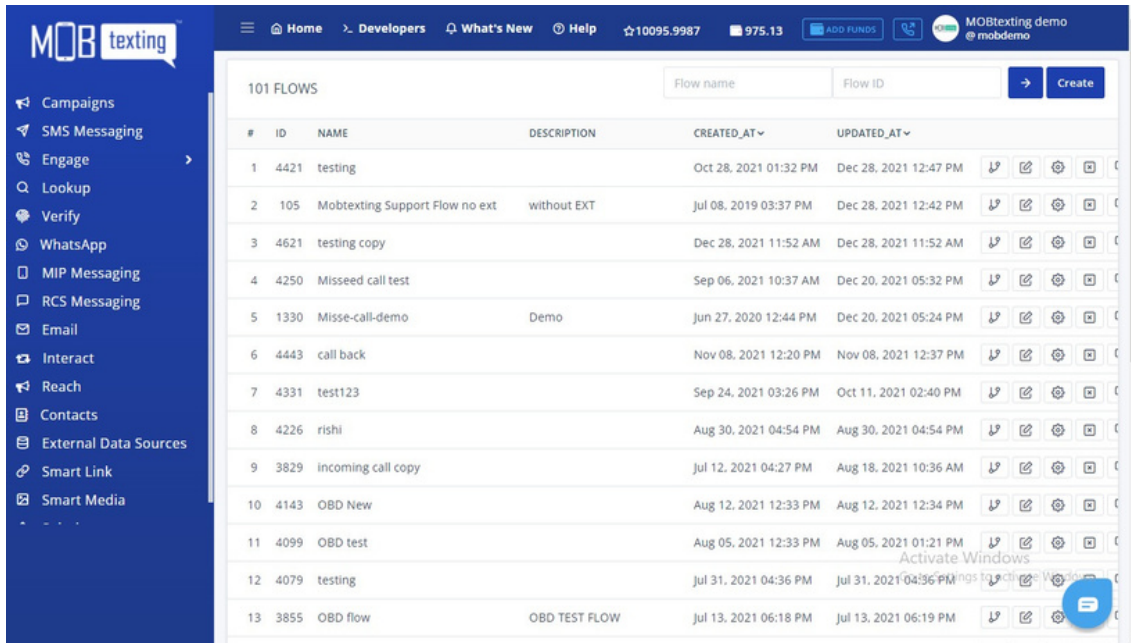 MOB texting
Home Developers What's New Help 10095.9987 975.13 ADD FUNDS MOBtexting demo
@ mobdemo
Campaigns
SMS Messaging
Engage
Lookup
Verify
WhatsApp
MIP Messaging
RCS Messaging
Email
Interact
Reach
Contacts
External Data Sources
Smart Link
Smart Media
101 FLOWS Flow name Flow ID Create
# ID NAME DESCRIPTION CREATED_AT UPDATED_AT
1 4421 testing Oct 28, 2021 01:32 PM Dec 28, 2021 12:47 PM
2 105 Mobtexting Support Flow no ext without EXT Jul 08, 2019 03:37 PM Dec 28, 2021 12:42 PM
3 4621 testing copy Dec 28, 2021 11:52 AM Dec 28, 2021 11:52 AM
4 4250 Misseed call test Sep 06, 2021 10:37 AM Dec 20, 2021 05:32 PM
5 1330 Misse-call-demo Demo Jun 27, 2020 12:44 PM Dec 20, 2021 05:24 PM
6 4443 call back Nov 08, 2021 12:20 PM Nov 08, 2021 12:37 PM
7 4331 test123 Sep 24, 2021 03:26 PM Oct 11, 2021 02:40 PM
8 4226 rishi Aug 30, 2021 04:54 PM Aug 30, 2021 04:54 PM
9 3829 incoming call copy Jul 12, 2021 04:27 PM Aug 18, 2021 10:36 AM
10 4143 OBD New Aug 12, 2021 12:33 PM Aug 12, 2021 12:34 PM
11 4099 OBD test Aug 05, 2021 12:33 PM Aug 05, 2021 01:21 PM
Activate Windows
12 4079 testing Jul 31, 2021 04:36 PM Jul 31, 2021 04:36 PM
13 3855 OBD flow OBD TEST FLOW Jul 13, 2021 06:18 PM Jul 13, 2021 06:19 PM